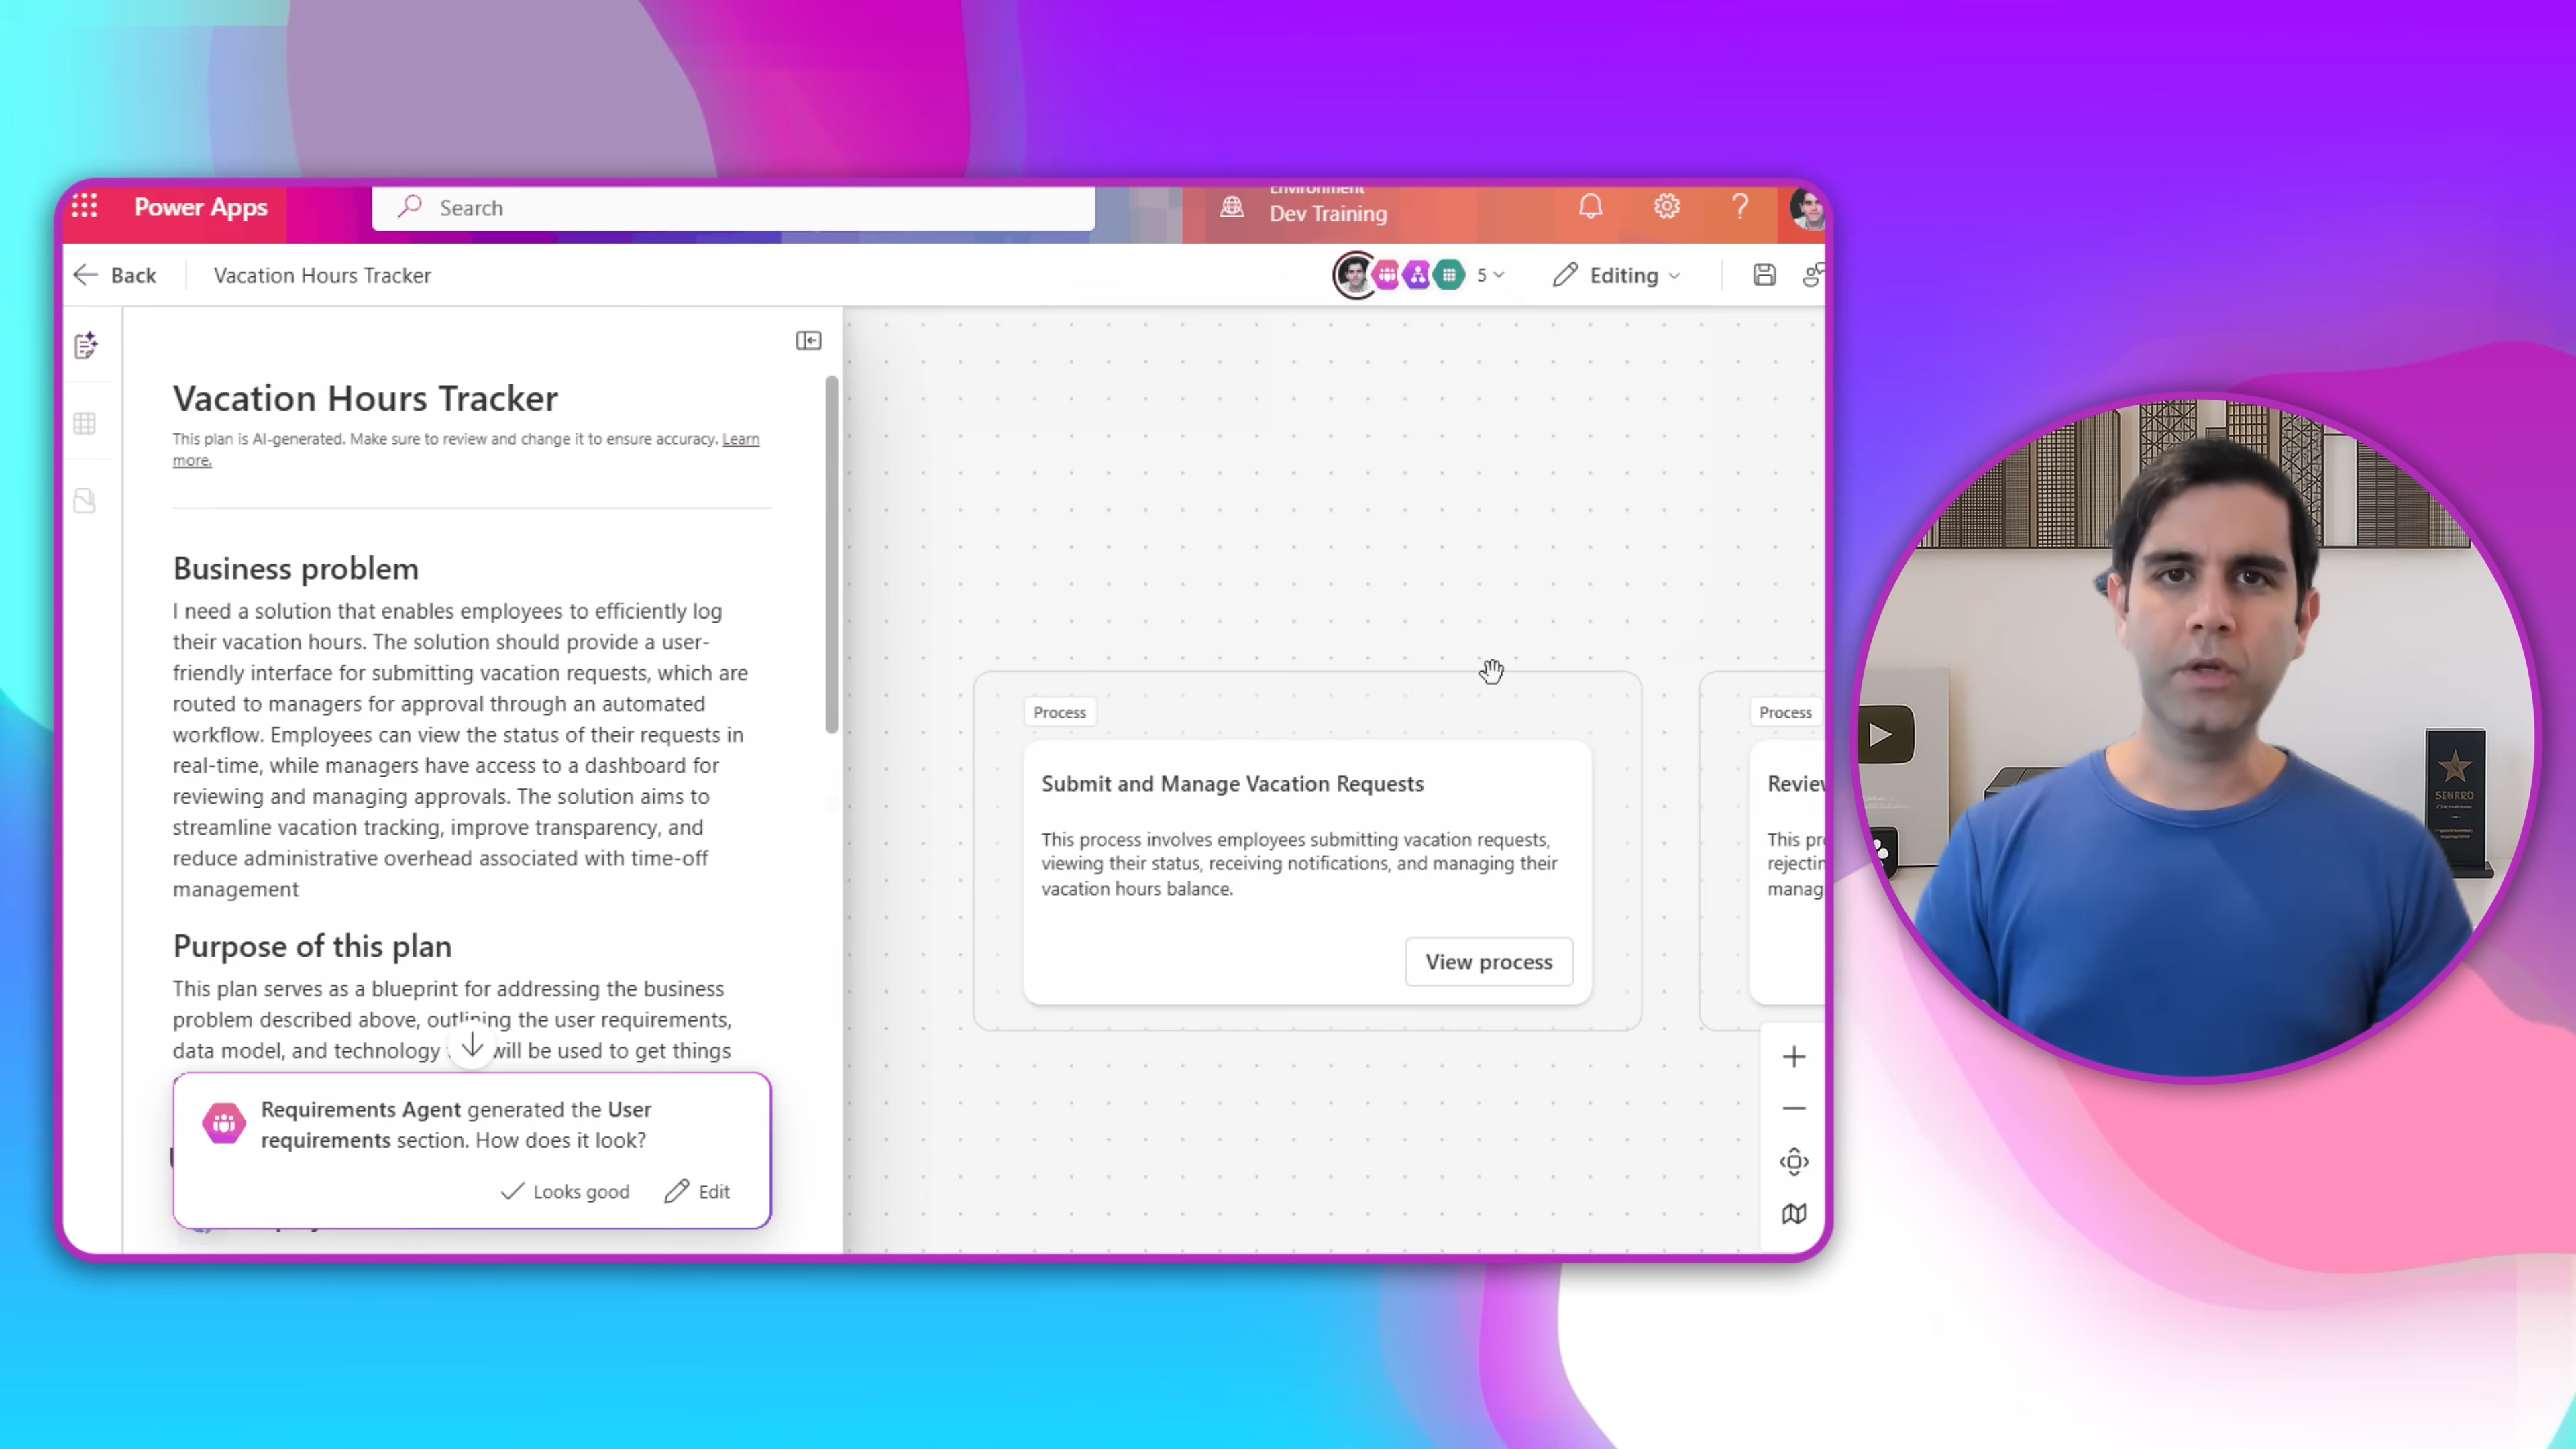 Power Apps
Search
Environment
Dev Training
Back
Vacation Hours Tracker
5
Editing
Vacation Hours Tracker
This plan is AI-generated. Make sure to review and change it to ensure accuracy. Learn
more.
Business problem
I need a solution that enables employees to efficiently log
their vacation hours. The solution should provide a user-
friendly interface for submitting vacation requests, which are
routed to managers for approval through an automated
workflow. Employees can view the status of their requests in
real-time, while managers have access to a dashboard for
reviewing and managing approvals. The solution aims to
streamline vacation tracking, improve transparency, and
reduce administrative overhead associated with time-off
management
Purpose of this plan
This plan serves as a blueprint for addressing the business
problem described above, outlining the user requirements,
data model, and technology will be used to get things
Requirements Agent generated the User
requirements section. How does it look?
Looks good
Edit
Process
Submit and Manage Vacation Requests
This process involves employees submitting vacation requests,
viewing their status, receiving notifications, and managing their
vacation hours balance.
View process
Process